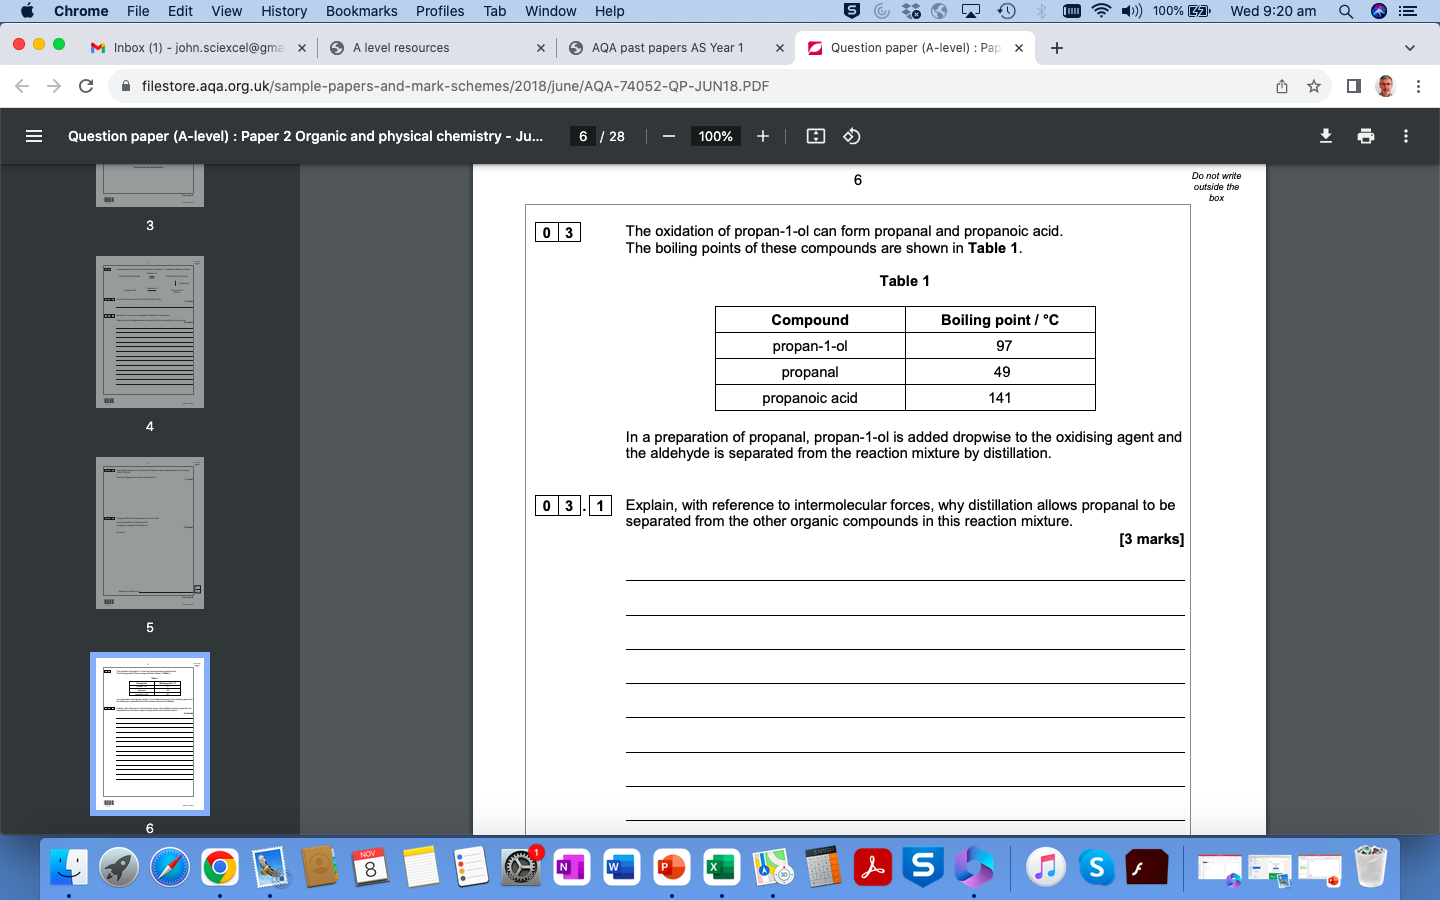 Chrome File Edit View History Bookmarks Profiles Tab Window Help 100% Wed 9:20 am
Inbox (1) - john.sciexcel@gma
A level resources
AQA past papers AS Year 1
Question paper (A-level) : Pap
filestore.aqa.org.uk/sample-papers-and-mark-schemes/2018/june/AQA-74052-QP-JUN18.PDF
Question paper (A-level) : Paper 2 Organic and physical chemistry - Ju... 6 / 28 100%
3
4
5
6
6
Do not write
outside the
box
0 3 The oxidation of propan-1-ol can form propanal and propanoic acid.
The boiling points of these compounds are shown in Table 1.
Table 1
Compound Boiling point / °C
propan-1-ol 97
propanal 49
propanoic acid 141
In a preparation of propanal, propan-1-ol is added dropwise to the oxidising agent and
the aldehyde is separated from the reaction mixture by distillation.
0 3 . 1 Explain, with reference to intermolecular forces, why distillation allows propanal to be
separated from the other organic compounds in this reaction mixture.
[3 marks]
NOV
8
1
N
W
P
X
3D
S
S